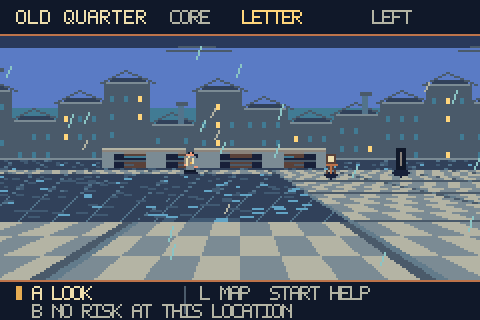 OLD QUARTER CORE LETTER LEFT
A LOOK L MAP START HELP
B NO RISK AT THIS LOCATION